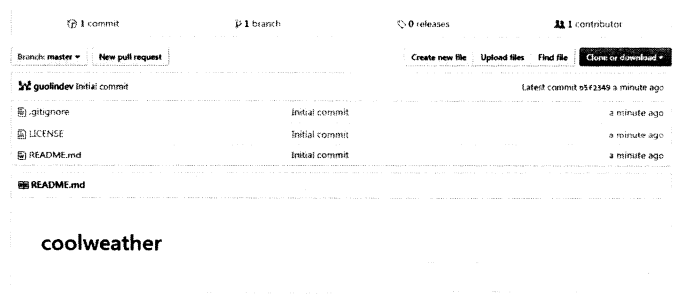 1 commit 1 branch 0 releases 1 contributor
Branch: master New pull request Create new file Upload files Find file Clone or download
guolindev Initial commit Latest commit b5f2349 a minute ago
.gitignore Initial commit a minute ago
LICENSE Initial commit a minute ago
README.md Initial commit a minute ago
README.md
coolweather